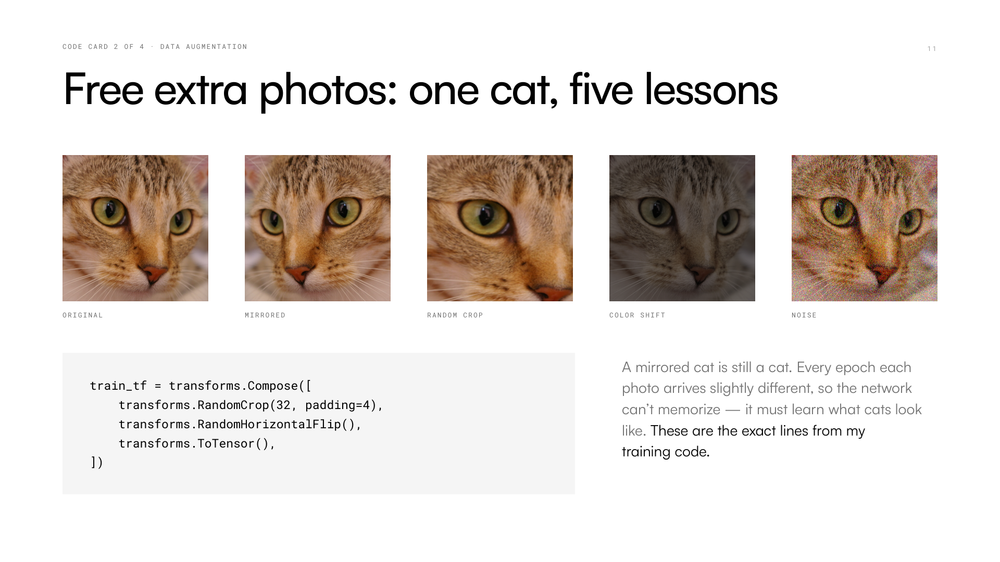 CODE CARD 2 OF 4 · DATA AUGMENTATION
11
Free extra photos: one cat, five lessons
ORIGINAL
MIRRORED
RANDOM CROP
COLOR SHIFT
NOISE
train_tf = transforms.Compose([
    transforms.RandomCrop(32, padding=4),
    transforms.RandomHorizontalFlip(),
    transforms.ToTensor(),
])
A mirrored cat is still a cat. Every epoch each
photo arrives slightly different, so the network
can’t memorize — it must learn what cats look
like. These are the exact lines from my
training code.